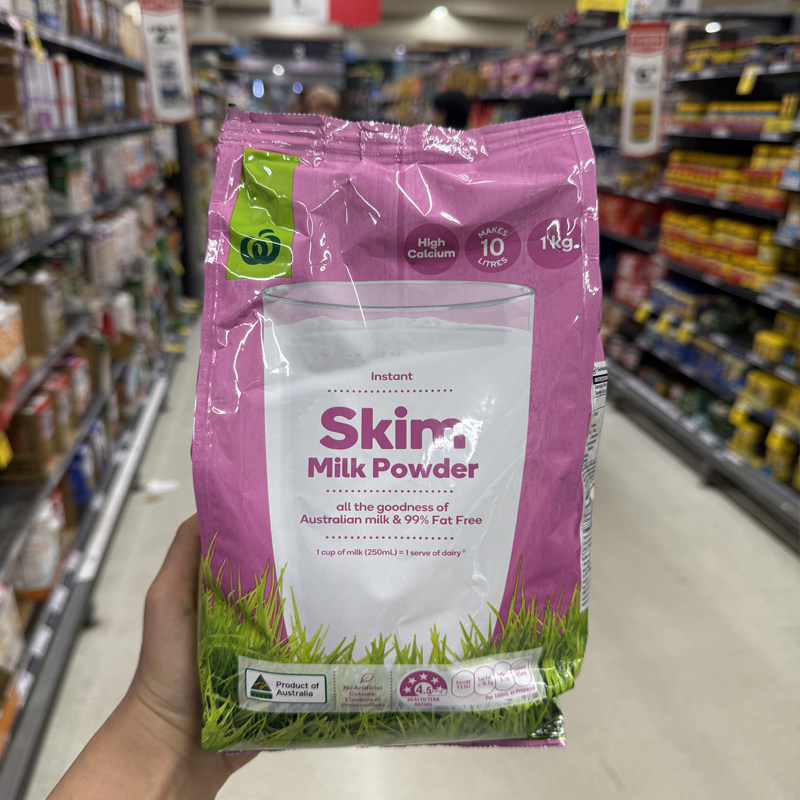 High
Calcium
MAKES:
10
LITRES
1kg
Instant
Skim
Milk Powder
all the goodness of
Australian milk & 99% Fat Free
1 cup of milk (250mL) = 1 serve of dairy
Product of
Australia
No Artificial
Colours,
Flavours or
Preservatives
4.5
HEALTH STAR
RATING